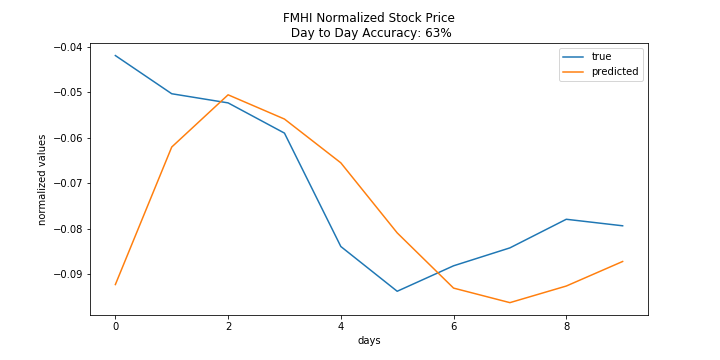 FMHI Normalized Stock Price
Day to Day Accuracy: 63%
true
predicted
normalized values
−0.04
−0.05
−0.06
−0.07
−0.08
−0.09
0 2 4 6 8
days